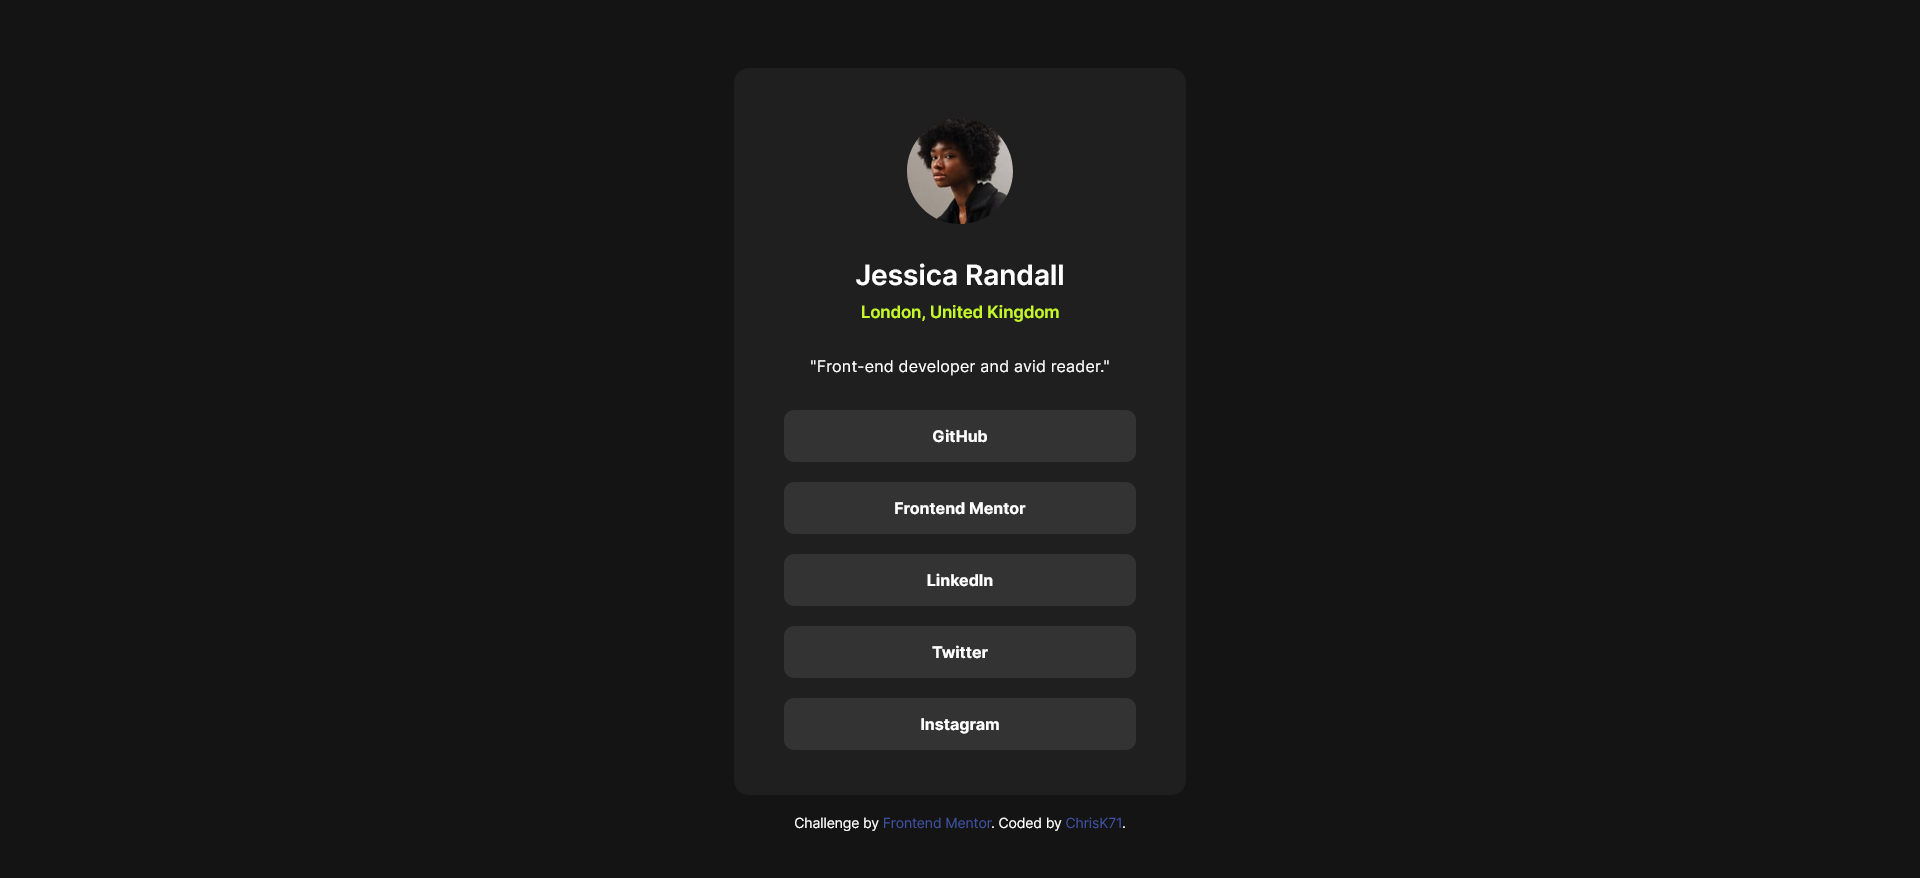 Jessica Randall
London, United Kingdom
"Front-end developer and avid reader."
GitHub
Frontend Mentor
LinkedIn
Twitter
Instagram
Challenge by Frontend Mentor. Coded by ChrisK71.